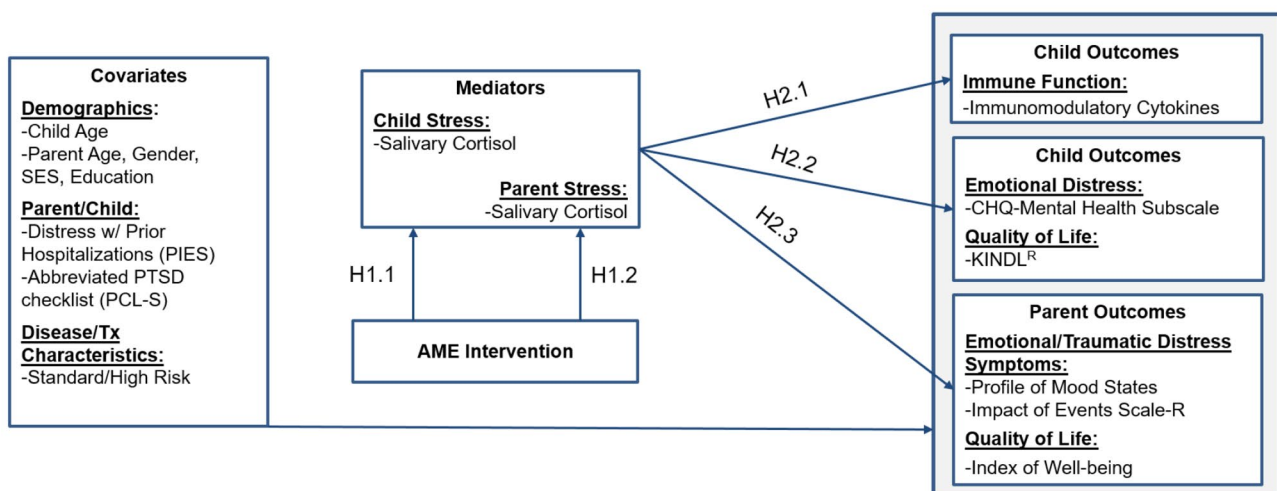 Covariates
Demographics:
-Child Age
-Parent Age, Gender,
SES, Education
Parent/Child:
-Distress w/ Prior
Hospitalizations (PIES)
-Abbreviated PTSD
checklist (PCL-S)
Disease/Tx
Characteristics:
-Standard/High Risk
Mediators
Child Stress:
-Salivary Cortisol
Parent Stress:
-Salivary Cortisol
H1.1
H1.2
AME Intervention
H2.1
H2.2
H2.3
Child Outcomes
Immune Function:
-Immunomodulatory Cytokines
Child Outcomes
Emotional Distress:
-CHQ-Mental Health Subscale
Quality of Life:
-KINDLᴿ
Parent Outcomes
Emotional/Traumatic Distress
Symptoms:
-Profile of Mood States
-Impact of Events Scale-R
Quality of Life:
-Index of Well-being